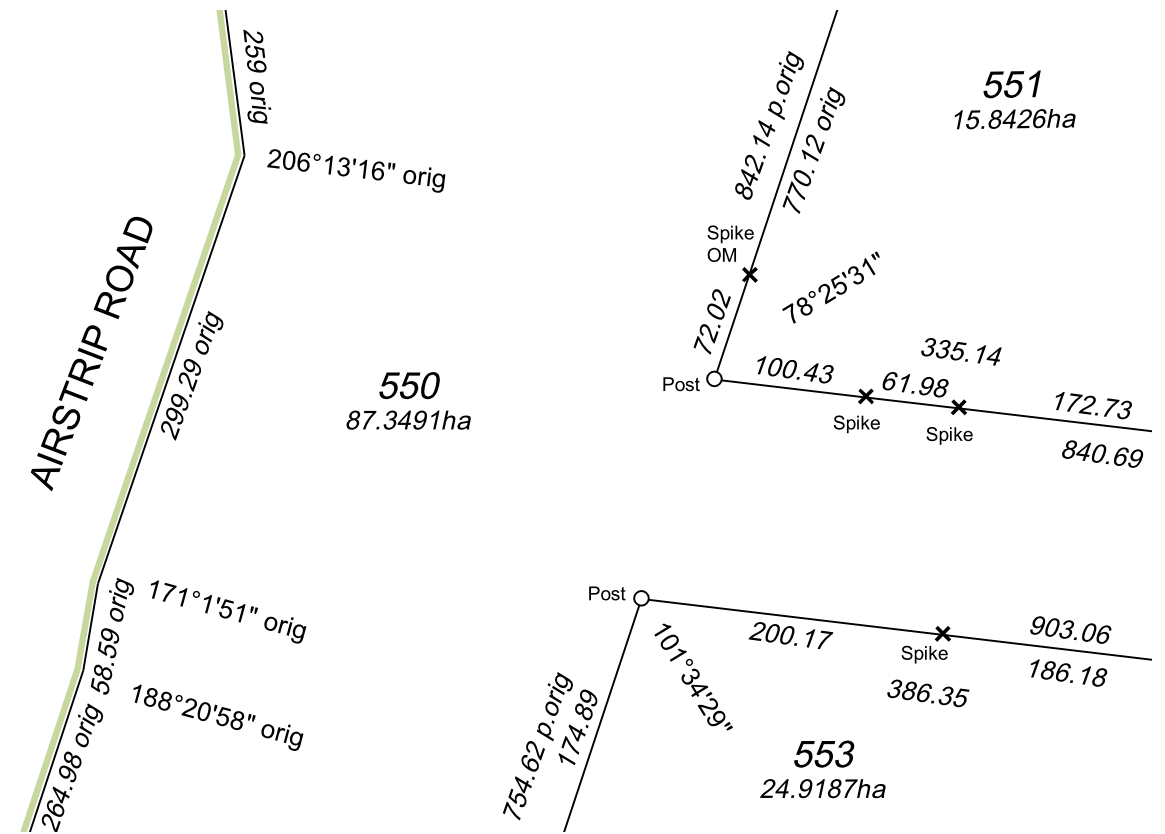 259 orig
206°13'16" orig
AIRSTRIP ROAD
299.29 orig
550
87.3491ha
171°1'51" orig
58.59 orig
188°20'58" orig
264.98 orig
842.14 p.orig
770.12 orig
551
15.8426ha
Spike
OM
72.02
78°25'31"
Post
100.43
61.98
335.14
172.73
Spike
Spike
840.69
Post
200.17
903.06
Spike
186.18
101°34'29"
386.35
754.62 p.orig
174.89
553
24.9187ha